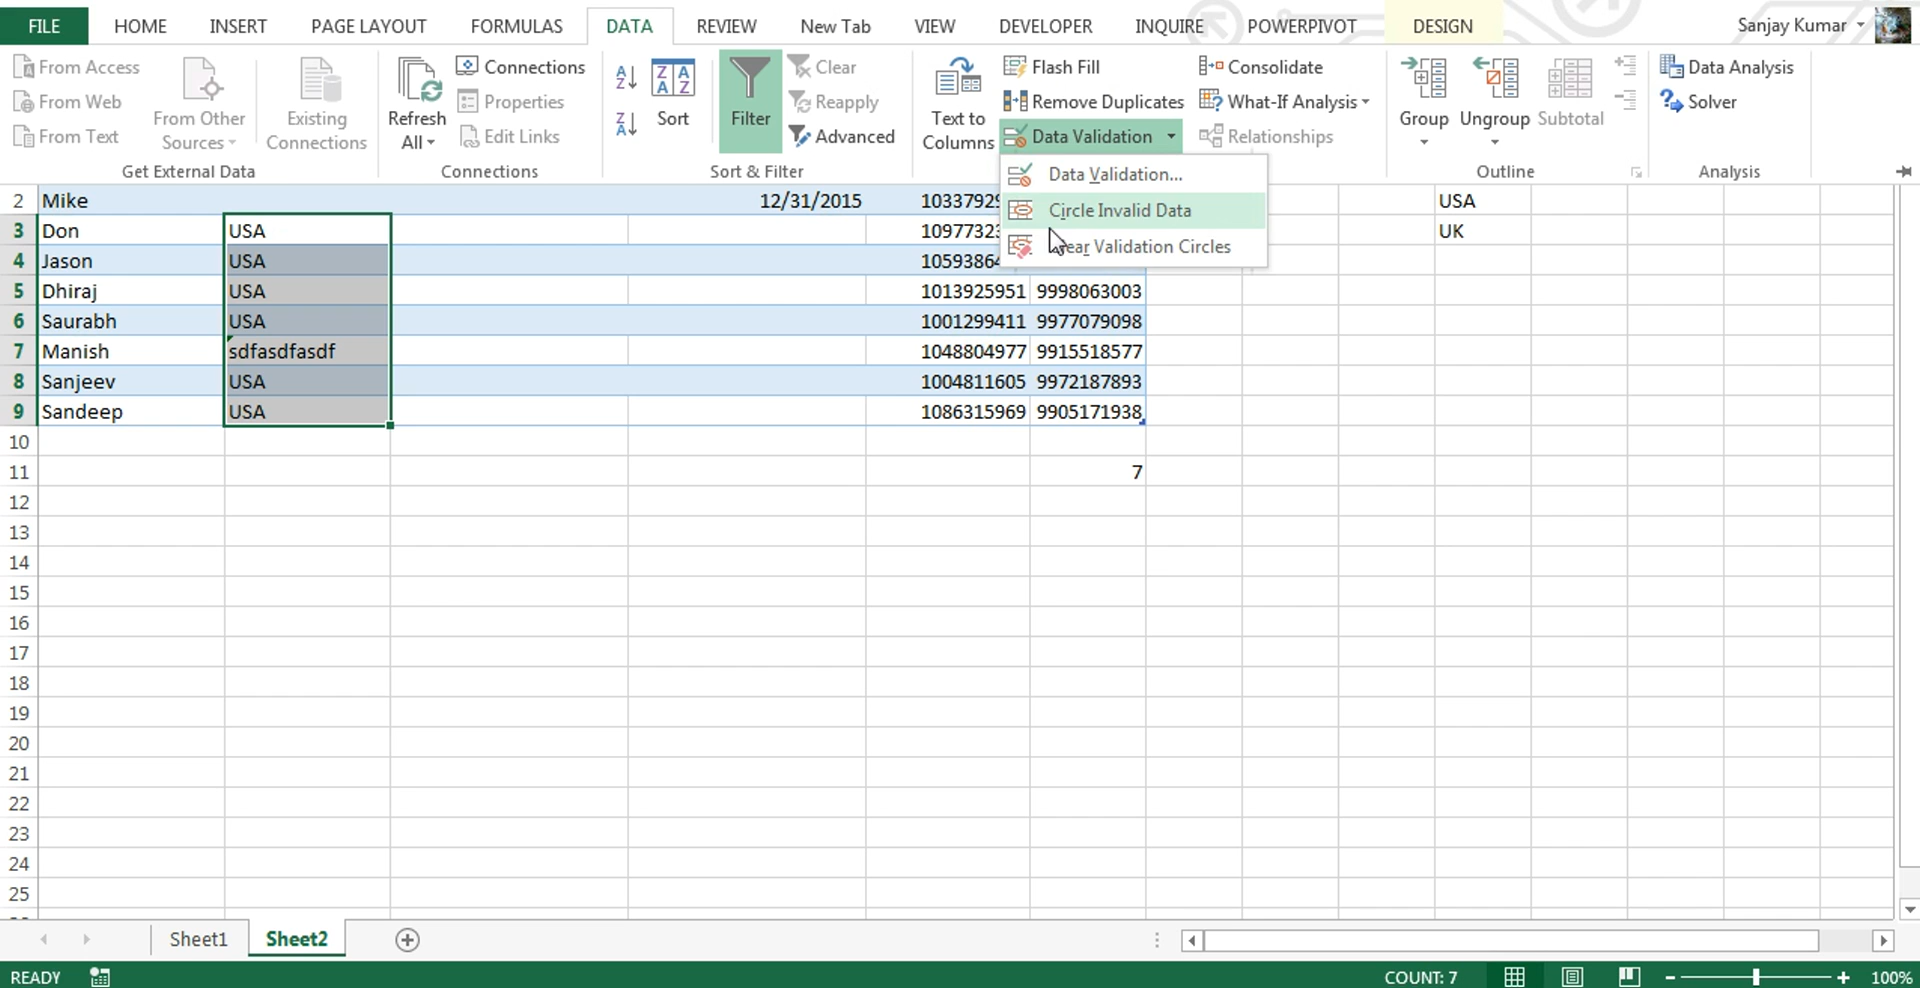 FILE HOME INSERT PAGE LAYOUT FORMULAS DATA REVIEW New Tab VIEW DEVELOPER INQUIRE POWERPIVOT DESIGN Sanjay Kumar
From Access
From Web
From Text
From Other Sources
Existing Connections
Get External Data
Refresh All
Connections
Properties
Edit Links
Connections
Sort
Filter
Clear
Reapply
Advanced
Sort & Filter
Text to Columns
Flash Fill
Remove Duplicates
Data Validation
Consolidate
What-If Analysis
Relationships
Data Validation...
Circle Invalid Data
Validation Circles
Group
Ungroup
Subtotal
Outline
Data Analysis
Solver
Analysis
2 Mike 12/31/2015 USA
3 Don USA UK
4 Jason USA
5 Dhiraj USA 1013925951 9998063003
6 Saurabh USA 1001299411 9977079098
7 Manish sdfasdfasdf 1048804977 9915518577
8 Sanjeev USA 1004811605 9972187893
9 Sandeep USA 1086315969 9905171938
10
11 7
12
13
14
15
16
17
18
19
20
21
22
23
24
25
Sheet1 Sheet2
READY COUNT: 7 100%